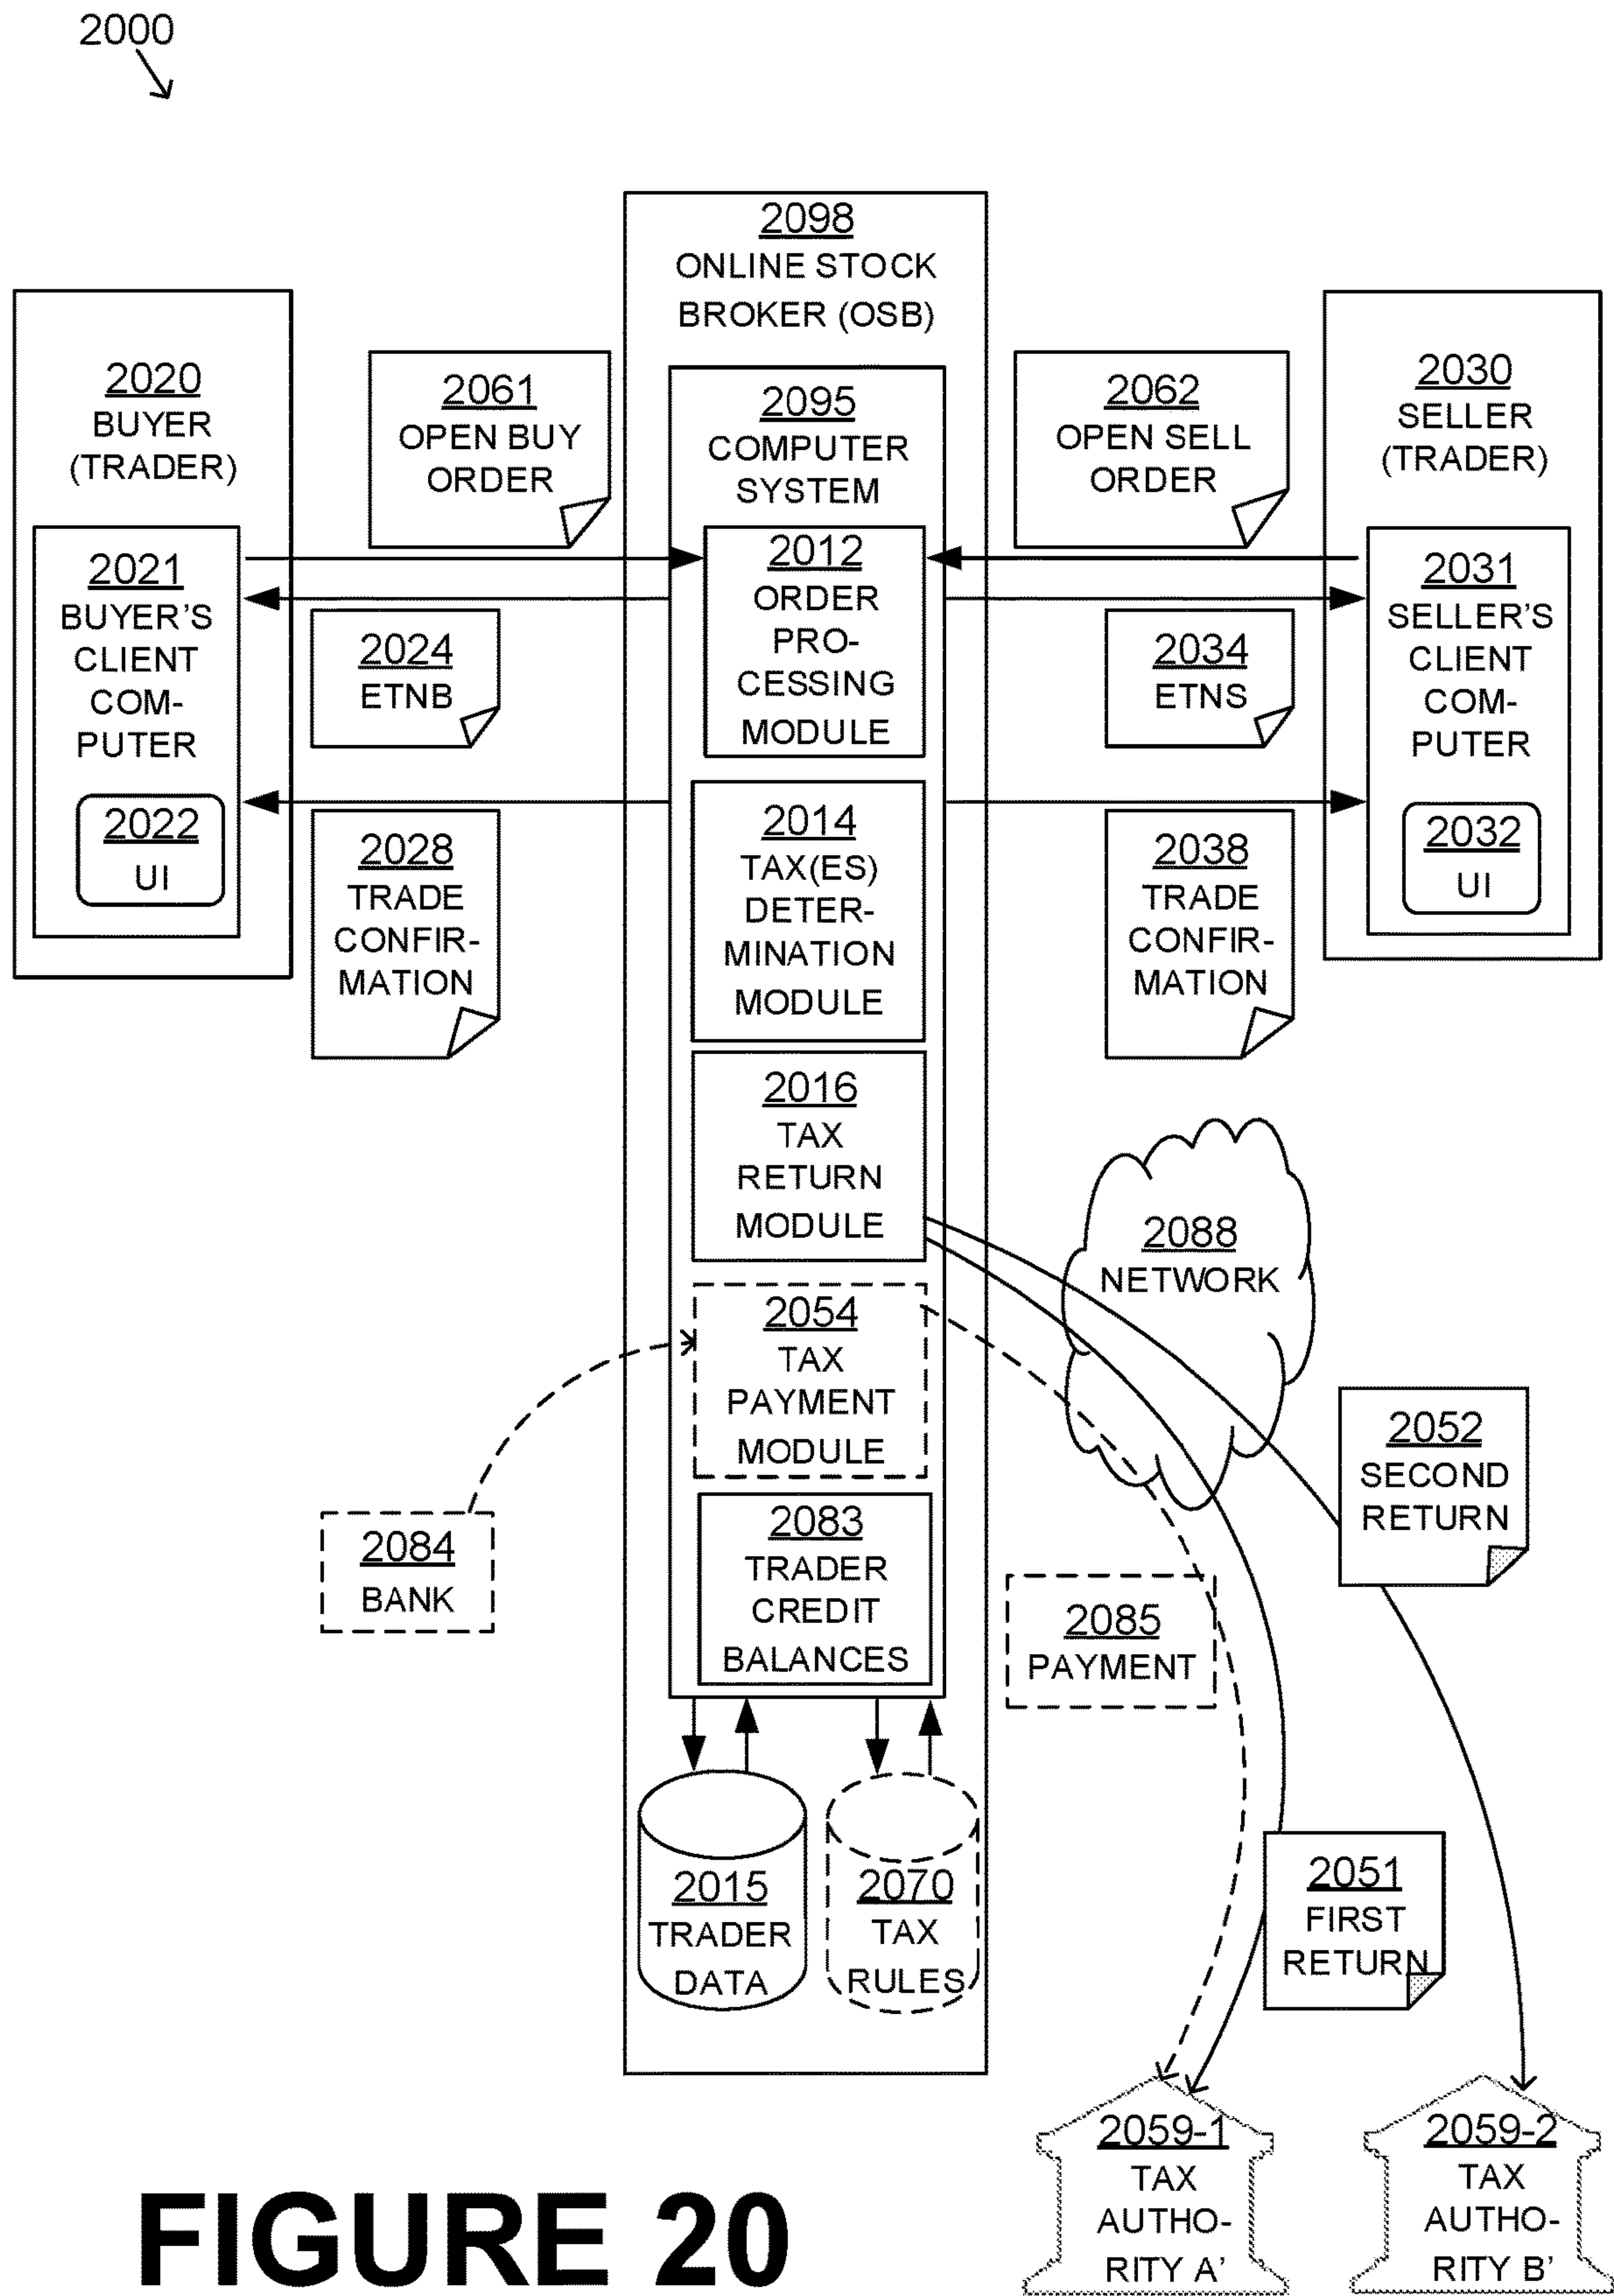 2000
2098
ONLINE STOCK
BROKER (OSB)
2020
BUYER
(TRADER)
2061
OPEN BUY
ORDER
2095
COMPUTER
SYSTEM
2062
OPEN SELL
ORDER
2030
SELLER
(TRADER)
2021
BUYER'S
CLIENT
COM-
PUTER
2022
UI
2024
ETNB
2028
TRADE
CONFIR-
MATION
2012
ORDER
PRO-
CESSING
MODULE
2014
TAX(ES)
DETER-
MINATION
MODULE
2034
ETNS
2038
TRADE
CONFIR-
MATION
2031
SELLER'S
CLIENT
COM-
PUTER
2032
UI
2016
TAX
RETURN
MODULE
2088
NETWORK
2054
TAX
PAYMENT
MODULE
2084
BANK
2083
TRADER
CREDIT
BALANCES
2052
SECOND
RETURN
2085
PAYMENT
2015
TRADER
DATA
2070
TAX
RULES
2051
FIRST
RETURN
2059-1
TAX
AUTHO-
RITY A'
2059-2
TAX
AUTHO-
RITY B'
FIGURE 20